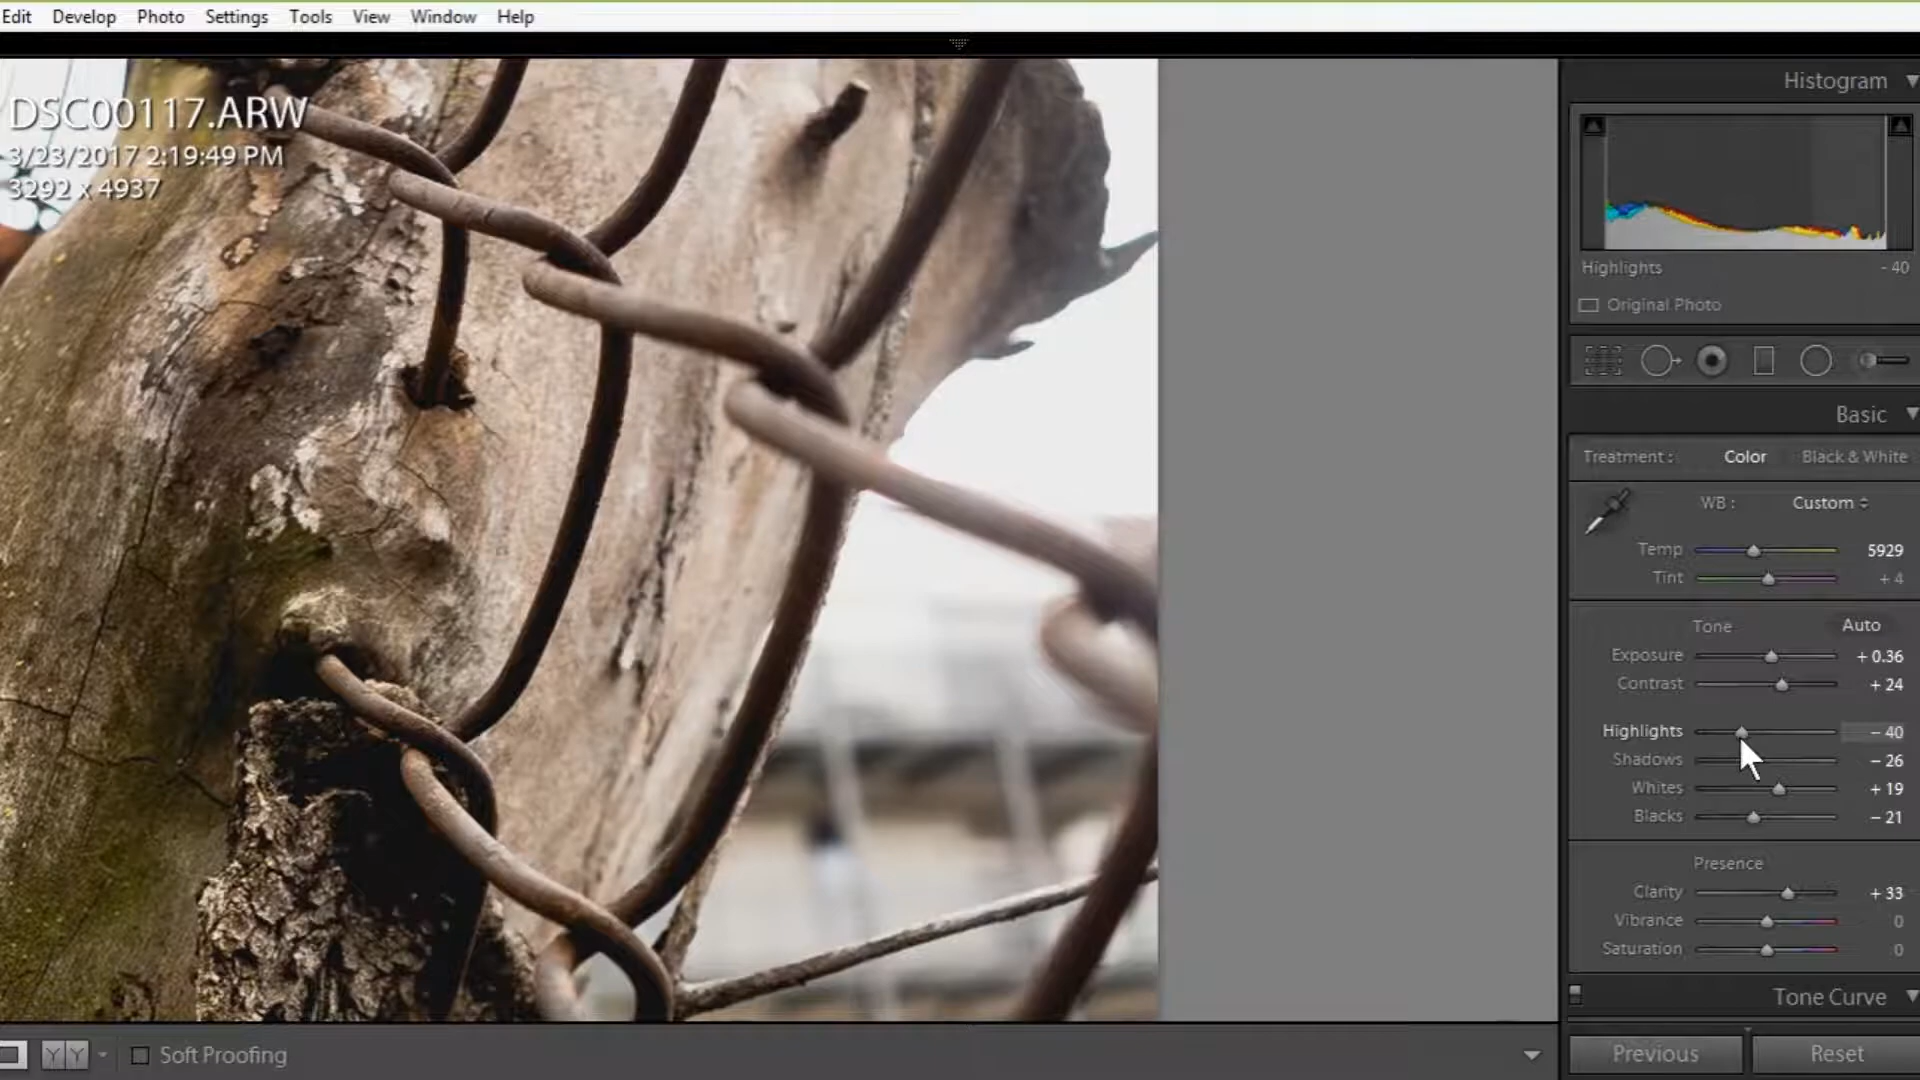 Edit Develop Photo Settings Tools View Window Help
DSC00117.ARW
3/23/2017 2:19:49 PM
3292 x 4937
Histogram
Highlights - 40
Original Photo
Basic
Treatment : Color Black & White
WB : Custom
Temp 5929
Tint + 4
Tone Auto
Exposure + 0.36
Contrast + 24
Highlights - 40
Shadows - 26
Whites + 19
Blacks - 21
Presence
Clarity + 33
Vibrance 0
Saturation 0
Tone Curve
Y Y Soft Proofing
Previous Reset